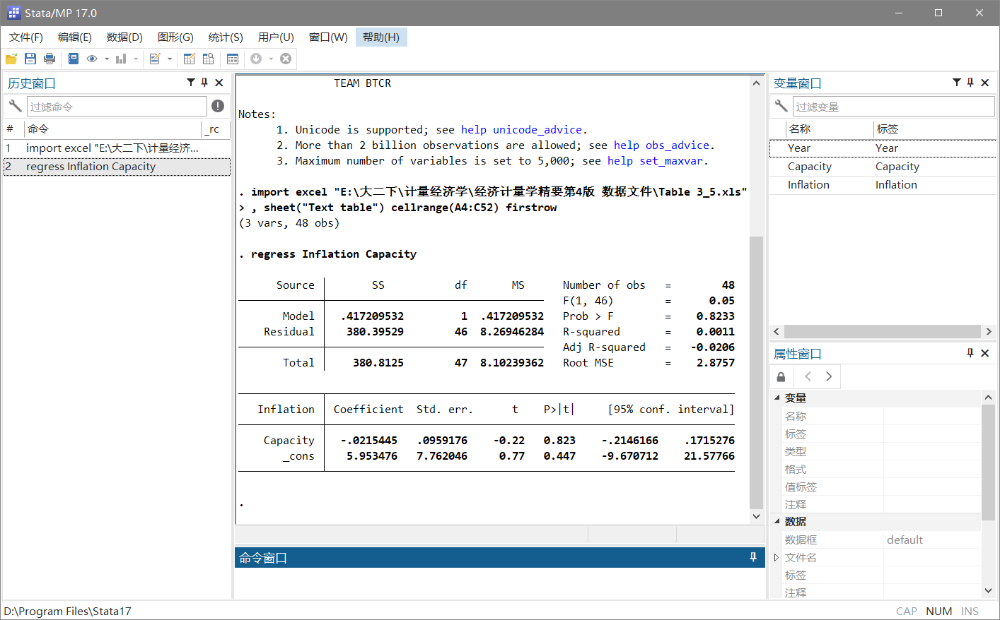 Stata/MP 17.0
文件(F) 编辑(E) 数据(D) 图形(G) 统计(S) 用户(U) 窗口(W) 帮助(H)
历史窗口
过滤命令
# 命令 _rc
1 import excel "E:\大二下\计量经济...
2 regress Inflation Capacity
TEAM BTCR
Notes:
1. Unicode is supported; see help unicode_advice.
2. More than 2 billion observations are allowed; see help obs_advice.
3. Maximum number of variables is set to 5,000; see help set_maxvar.
. import excel "E:\大二下\计量经济学\经济计量学精要第4版 数据文件\Table 3_5.xls"
> , sheet("Text table") cellrange(A4:C52) firstrow
(3 vars, 48 obs)
. regress Inflation Capacity
Source SS df MS Number of obs = 48
F(1, 46) = 0.05
Model .417209532 1 .417209532 Prob > F = 0.8233
Residual 380.39529 46 8.26946284 R-squared = 0.0011
Adj R-squared = -0.0206
Total 380.8125 47 8.10239362 Root MSE = 2.8757
Inflation Coefficient Std. err. t P>|t| [95% conf. interval]
Capacity -.0215445 .0959176 -0.22 0.823 -.2146166 .1715276
_cons 5.953476 7.762046 0.77 0.447 -9.670712 21.57766
.
命令窗口
变量窗口
过滤变量
名称 标签
Year Year
Capacity Capacity
Inflation Inflation
属性窗口
变量
名称
标签
类型
格式
值标签
注释
数据
数据框 default
文件名
标签
注释
D:\Program Files\Stata17
CAP NUM INS